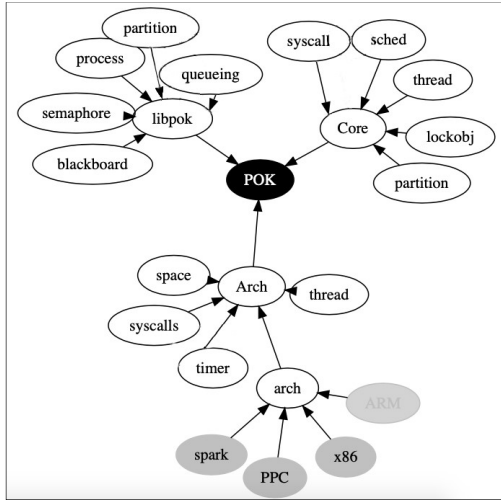 partition
syscall
sched
process
queueing
thread
semaphore
libpok
Core
lockobj
blackboard
POK
partition
space
Arch
thread
syscalls
timer
arch
ARM
spark
x86
PPC